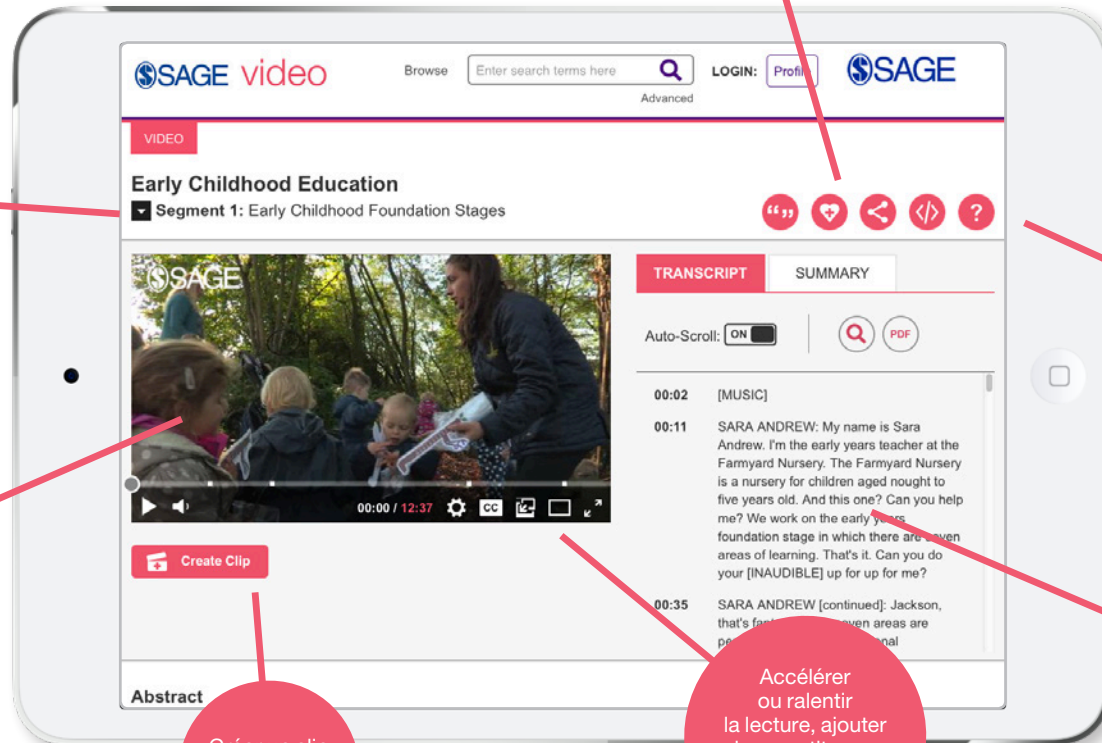 SAGE video
Browse
Enter search terms here
LOGIN:
SAGE
Advanced
VIDEO
Early Childhood Education
Segment 1: Early Childhood Foundation Stages
SAGE
00:00 / 12:37
CC
Create Clip
TRANSCRIPT
SUMMARY
Auto-Scroll: ON
PDF
00:02 [MUSIC]
00:11 SARA ANDREW: My name is Sara
Andrew. I'm the early years teacher at the
Farmyard Nursery. The Farmyard Nursery
is a nursery for children aged nought to
five years old. And this one? Can you help
me? We work on the early years
foundation stage in which there are seven
areas of learning. That's it. Can you do
your [INAUDIBLE] up for up for me?
00:35 SARA ANDREW [continued]: Jackson,
that's seven areas are
Abstract
Accélérer
ou ralentir
la lecture, ajouter